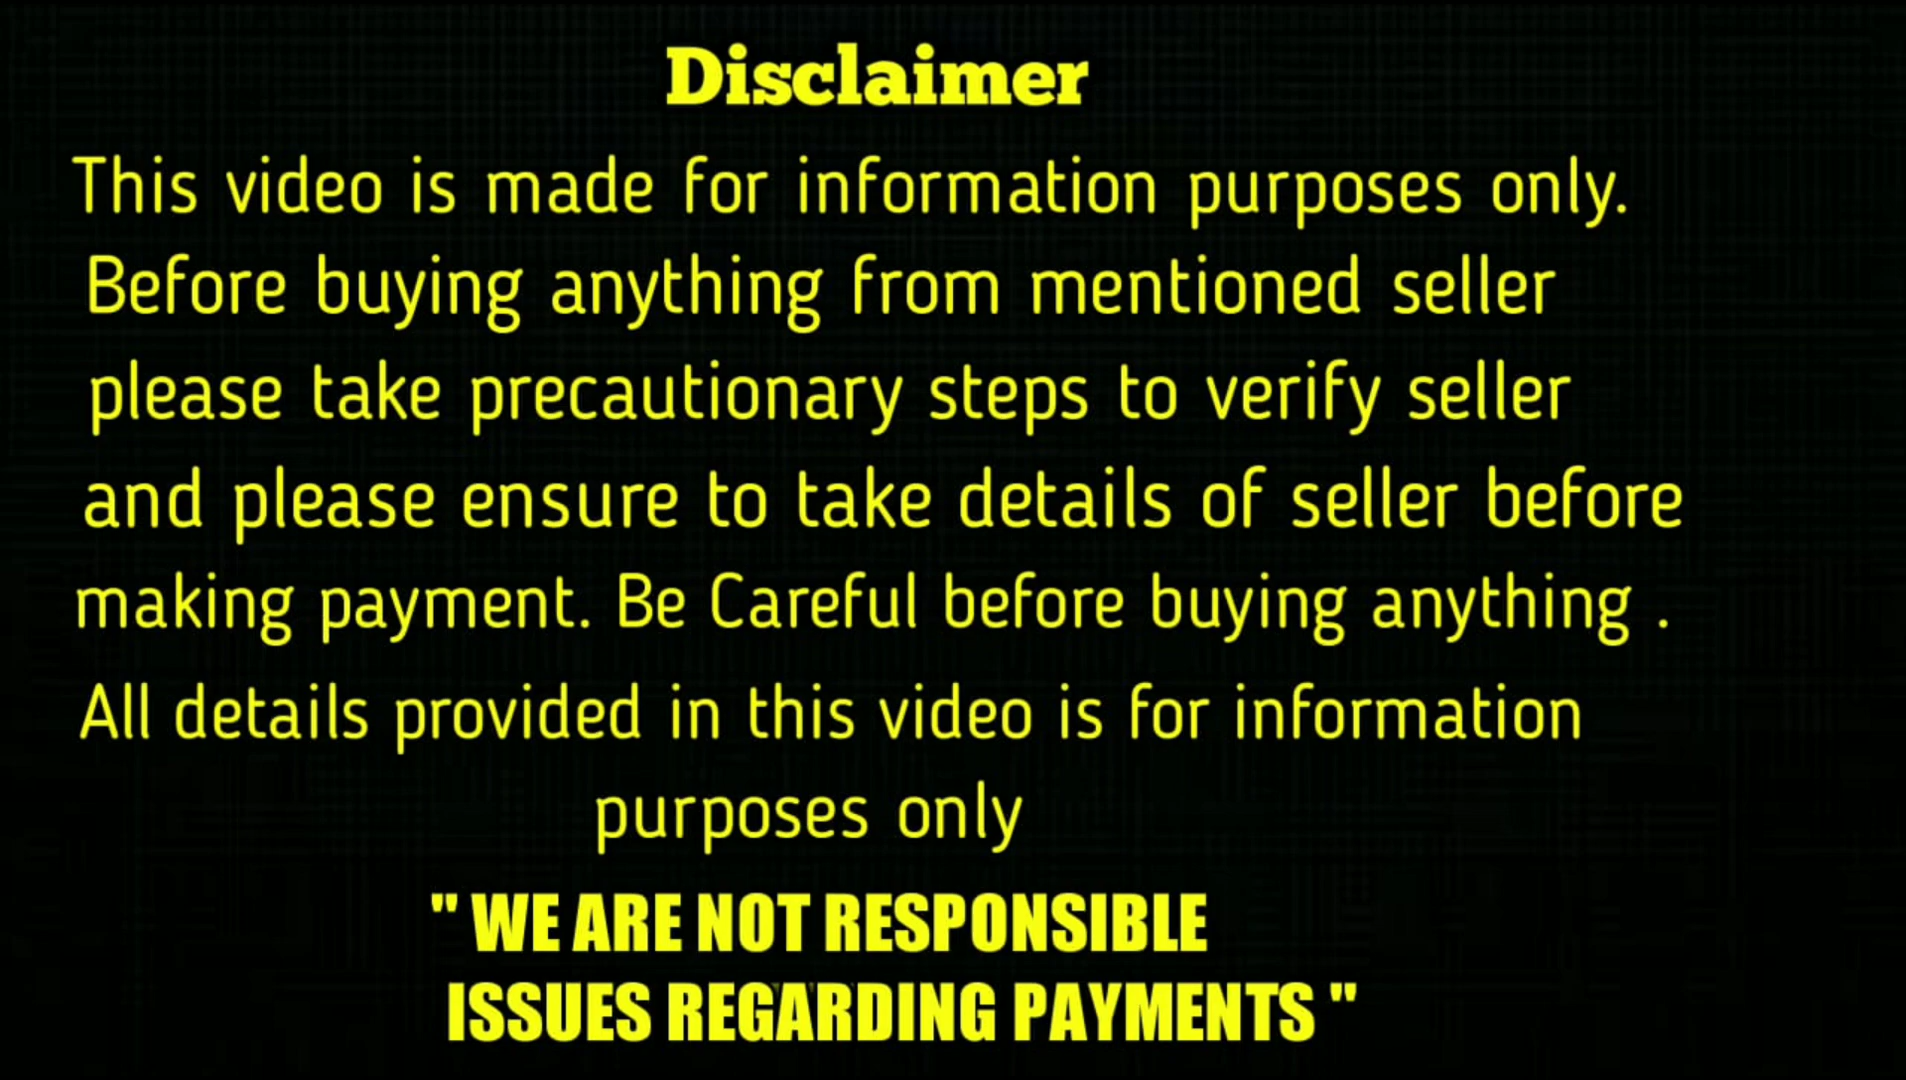 Disclaimer
This video is made for information purposes only.
Before buying anything from mentioned seller
please take precautionary steps to verify seller
and please ensure to take details of seller before
making payment. Be Careful before buying anything .
All details provided in this video is for information
purposes only
" WE ARE NOT RESPONSIBLE
ISSUES REGARDING PAYMENTS "